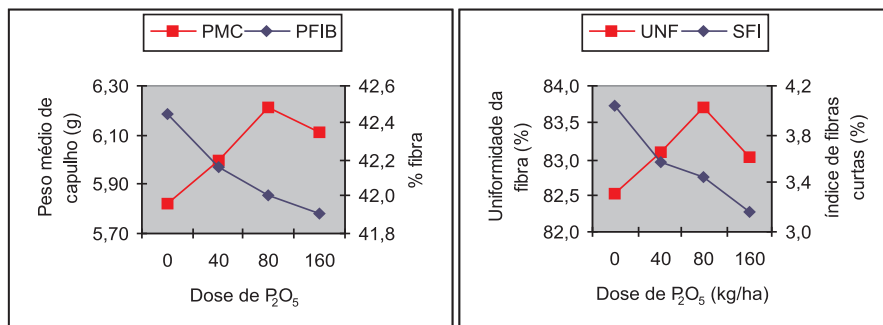 PMC PFIB
Peso médio de
capulho (g)
6,30
6,10
5,90
5,70
42,6
42,4
42,2
42,0
41,8
% fibra
0 40 80 160
Dose de P₂O₅
UNF SFI
Uniformidade da
fibra (%)
84,0
83,5
83,0
82,5
82,0
4,2
3,8
3,4
3,0
índice de fibras
curtas (%)
0 40 80 160
Dose de P₂O₅ (kg/ha)